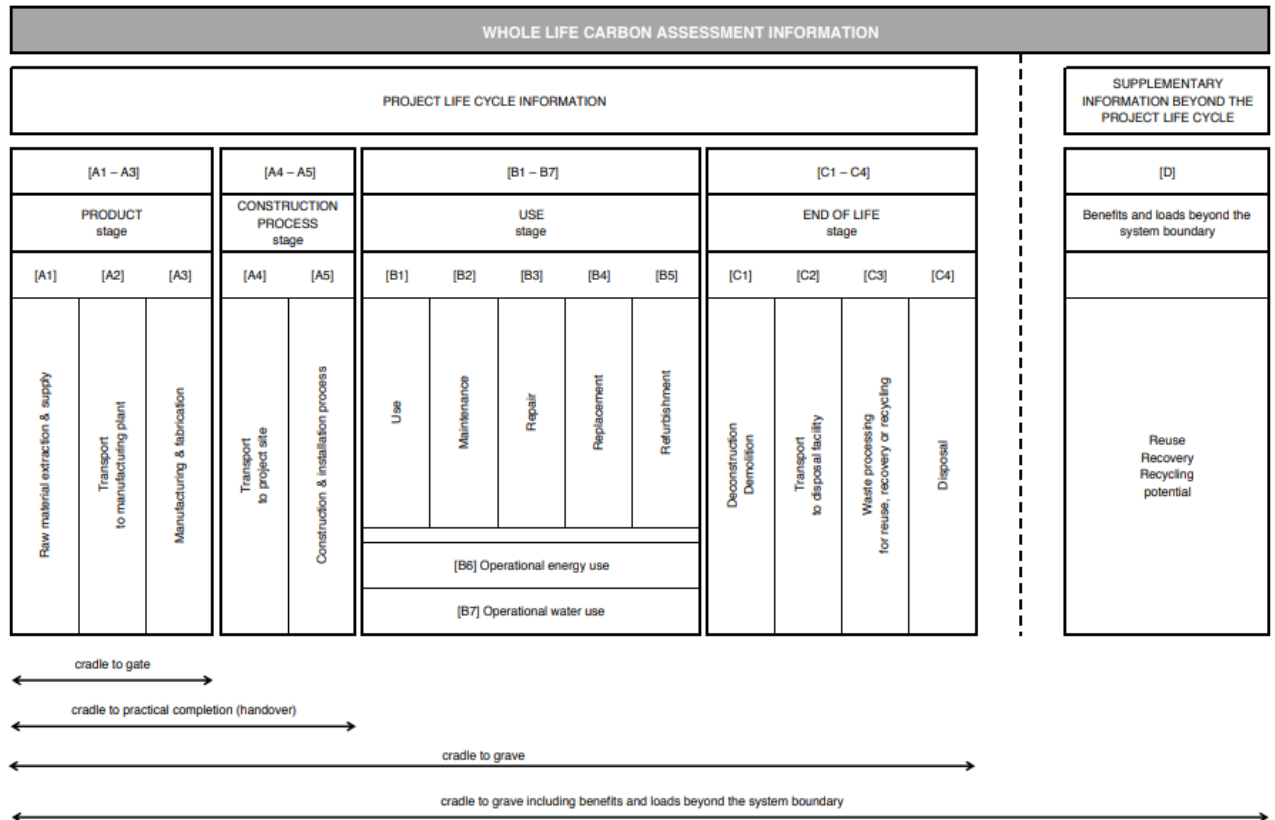 WHOLE LIFE CARBON ASSESSMENT INFORMATION
PROJECT LIFE CYCLE INFORMATION
SUPPLEMENTARY
INFORMATION BEYOND THE
PROJECT LIFE CYCLE
[A1 – A3]
[A4 – A5]
[B1 – B7]
[C1 – C4]
[D]
PRODUCT
stage
CONSTRUCTION
PROCESS
stage
USE
stage
END OF LIFE
stage
Benefits and loads beyond the
system boundary
[A1]
[A2]
[A3]
[A4]
[A5]
[B1]
[B2]
[B3]
[B4]
[B5]
[C1]
[C2]
[C3]
[C4]
Raw material extraction & supply
Transport
to manufacturing plant
Manufacturing & fabrication
Transport
to project site
Construction & installation process
Use
Maintenance
Repair
Replacement
Refurbishment
[B6] Operational energy use
[B7] Operational water use
Deconstruction
Demolition
Transport
to disposal facility
Waste processing
for reuse, recovery or recycling
Disposal
Reuse
Recovery
Recycling
potential
cradle to gate
cradle to practical completion (handover)
cradle to grave
cradle to grave including benefits and loads beyond the system boundary